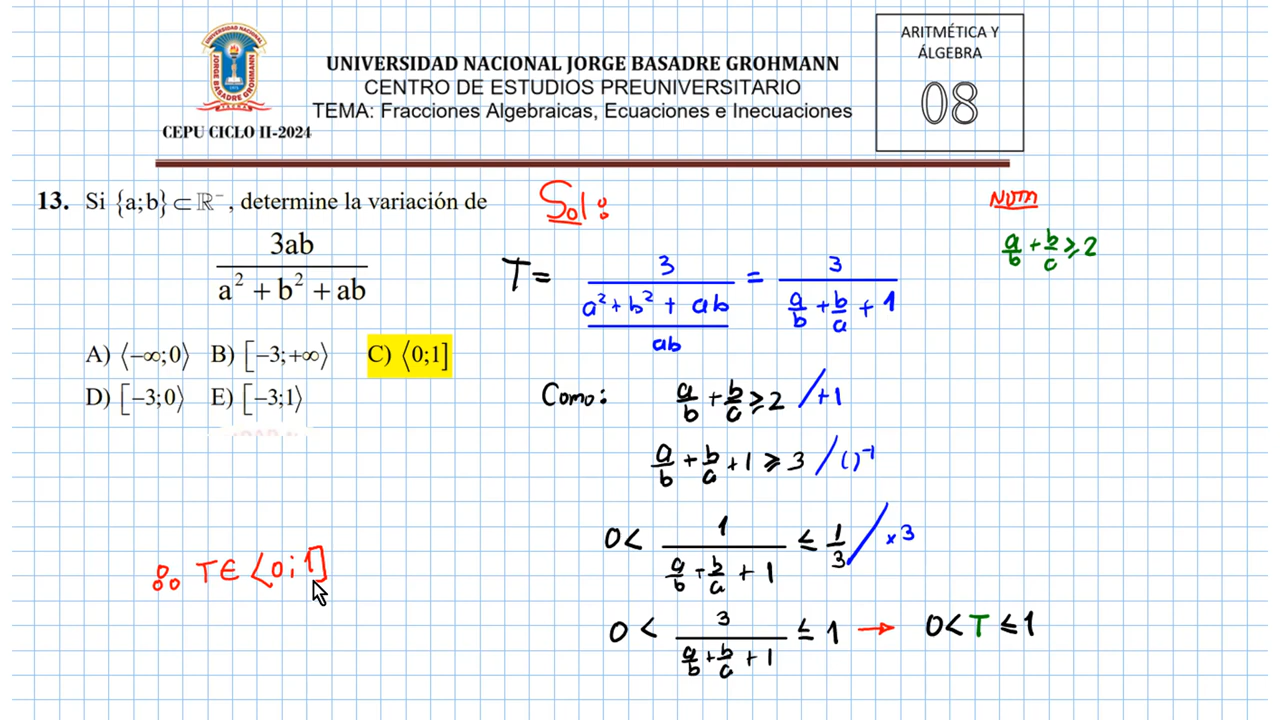 UNIVERSIDAD NACIONAL JORGE BASADRE GROHMANN
CENTRO DE ESTUDIOS PREUNIVERSITARIO
TEMA: Fracciones Algebraicas, Ecuaciones e Inecuaciones
CEPU CICLO II-2024
ARITMÉTICA Y
ÁLGEBRA
08
13. Si {a;b} ⊂ ℝ⁻, determine la variación de
3ab
a² + b² + ab
A) ⟨−∞;0⟩ B) [−3;+∞⟩ C) ⟨0;1]
D) [−3;0⟩ E) [−3;1⟩
Sol:
T = 3 / ((a² + b² + ab) / ab) = 3 / (a/b + b/a + 1)
Como: a/b + b/a ≥ 2 / +1
a/b + b/a + 1 ≥ 3 / ( )⁻¹
0 < 1 / (a/b + b/a + 1) ≤ 1/3 / ×3
0 < 3 / (a/b + b/a + 1) ≤ 1 → 0 < T ≤ 1
∴ T ∈ ⟨0; 1]
a/b + b/c ≥ 2